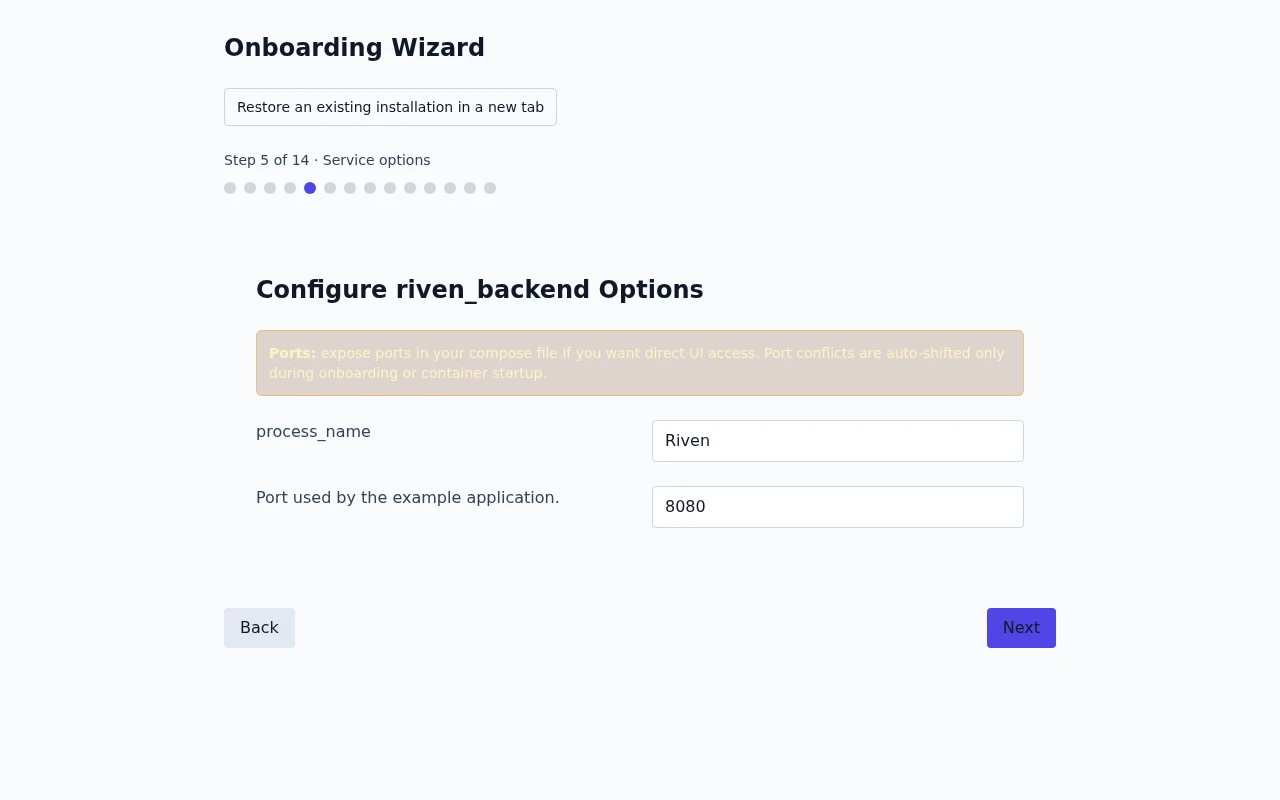 Onboarding Wizard
Restore an existing installation in a new tab
Step 5 of 14 · Service options
Configure riven_backend Options
Ports: expose ports in your compose file if you want direct UI access. Port conflicts are auto-shifted only
during onboarding or container startup.
process_name
Riven
Port used by the example application.
8080
Back
Next